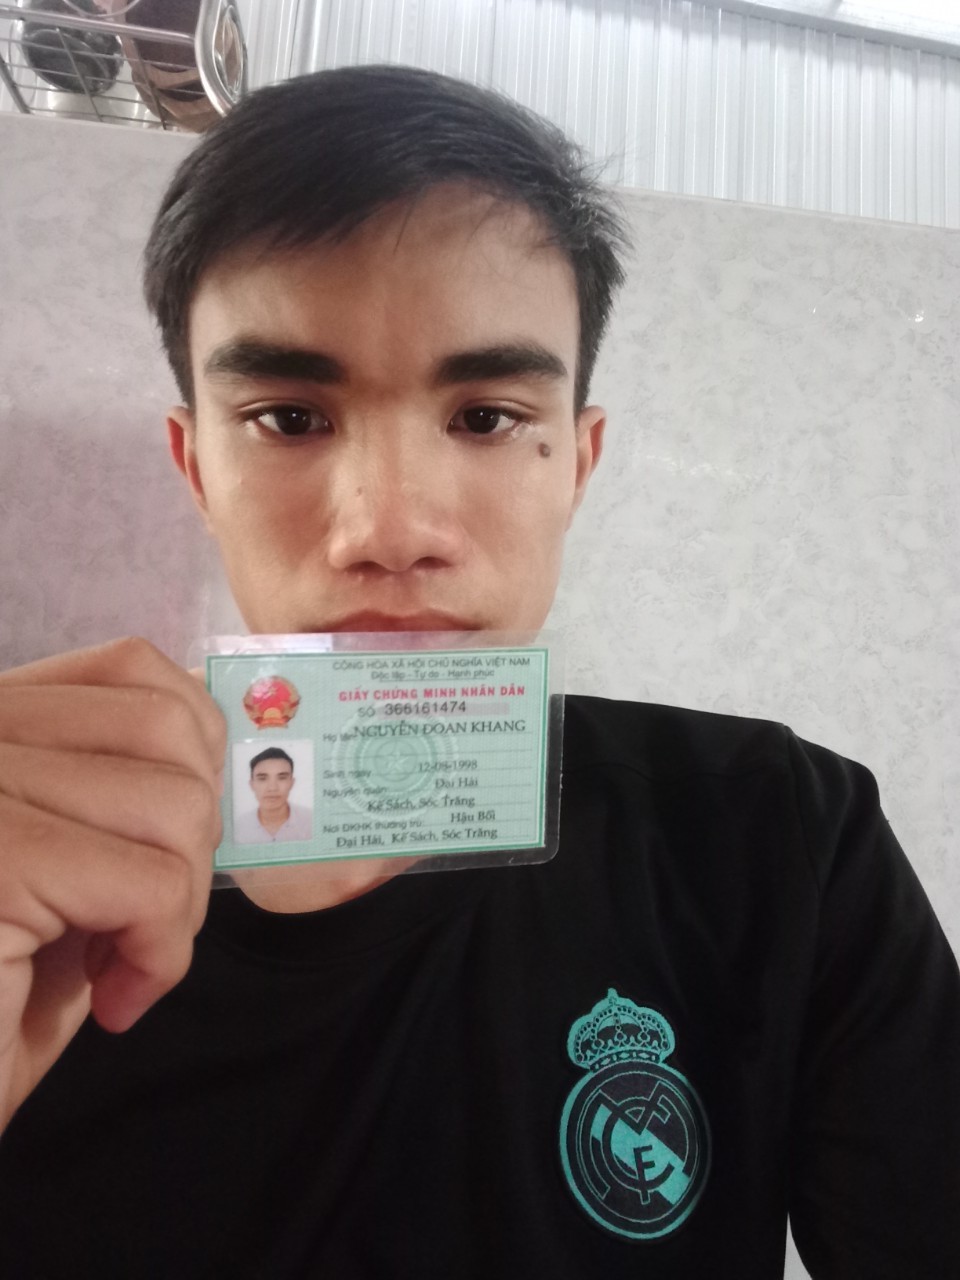 CỘNG HÒA XÃ HỘI CHỦ NGHĨA VIỆT NAM
Độc lập - Tự do - Hạnh phúc
GIẤY CHỨNG MINH NHÂN DÂN
SỐ 366161474
Họ tên NGUYỄN ĐOAN KHANG
Sinh ngày 12-08-1998
Nguyên quán Đại Hải
Kế Sách, Sóc Trăng
Nơi ĐKHK thường trú: Hậu Bối
Đại Hải, Kế Sách, Sóc Trăng